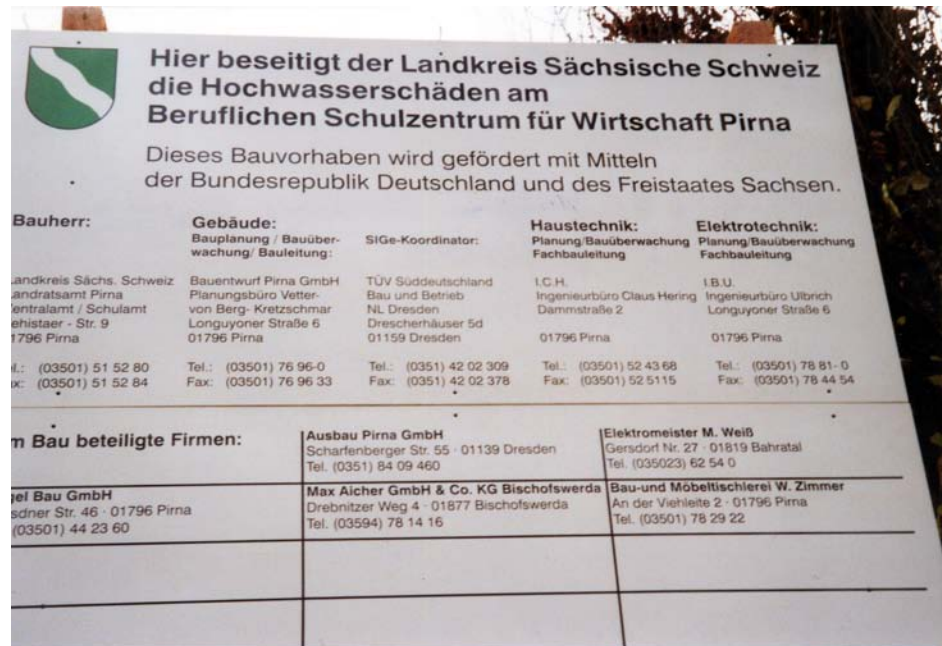 Hier beseitigt der Landkreis Sächsische Schweiz
die Hochwasserschäden am
Beruflichen Schulzentrum für Wirtschaft Pirna
Dieses Bauvorhaben wird gefördert mit Mitteln
der Bundesrepublik Deutschland und des Freistaates Sachsen.
Bauherr:
andkreis Sächs. Schweiz
andratsamt Pirna
entralamt / Schulamt
ehistaer - Str. 9
1796 Pirna
l.: (03501) 51 52 80
x: (03501) 51 52 84
Gebäude:
Bauplanung / Bauüber-
wachung / Bauleitung:
Bauentwurf Pirna GmbH
Planungsbüro Vetter-
von Berg- Kretzschmar
Longuyoner Straße 6
01796 Pirna
Tel.: (03501) 76 96-0
Fax: (03501) 76 96 33
SIGe-Koordinator:
TÜV Süddeutschland
Bau und Betrieb
NL Dresden
Drescherhäuser 5d
01159 Dresden
Tel.: (0351) 42 02 309
Fax: (0351) 42 02 378
Haustechnik:
Planung/Bauüberwachung
Fachbauleitung
I.C.H.
Ingenieurbüro Claus Hering
Dammstraße 2
01796 Pirna
Tel.: (03501) 52 43 68
Fax: (03501) 52 5115
Elektrotechnik:
Planung/Bauüberwachung
Fachbauleitung
I.B.U.
Ingenieurbüro Ulbrich
Longuyoner Straße 6
01796 Pirna
Tel.: (03501) 78 81- 0
Fax: (03501) 78 44 54
m Bau beteiligte Firmen:
Ausbau Pirna GmbH
Scharfenberger Str. 55 · 01139 Dresden
Tel. (0351) 84 09 460
Elektromeister M. Weiß
Gersdorf Nr. 27 · 01819 Bahratal
Tel. (035023) 62 54 0
gel Bau GmbH
sdner Str. 46 · 01796 Pirna
(03501) 44 23 60
Max Aicher GmbH & Co. KG Bischofswerda
Drebnitzer Weg 4 · 01877 Bischofswerda
Tel. (03594) 78 14 16
Bau-und Möbeltischlerei W. Zimmer
An der Viehleite 2 · 01796 Pirna
Tel. (03501) 78 29 22